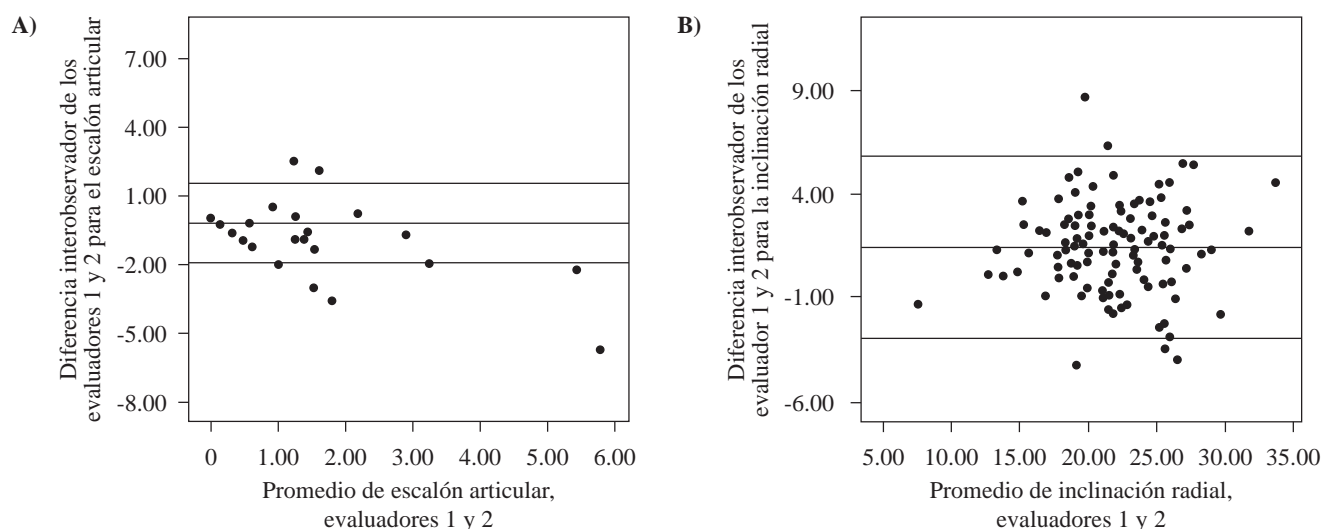 A)
Diferencia interobservador de los
evaluadores 1 y 2 para el escalón articular
7.00
4.00
1.00
-2.00
-5.00
-8.00
0 1.00 2.00 3.00 4.00 5.00 6.00
Promedio de escalón articular,
evaluadores 1 y 2
B)
Diferencia interobservador de los
evaluador 1 y 2 para la inclinación radial
9.00
4.00
-1.00
-6.00
5.00 10.00 15.00 20.00 25.00 30.00 35.00
Promedio de inclinación radial,
evaluadores 1 y 2